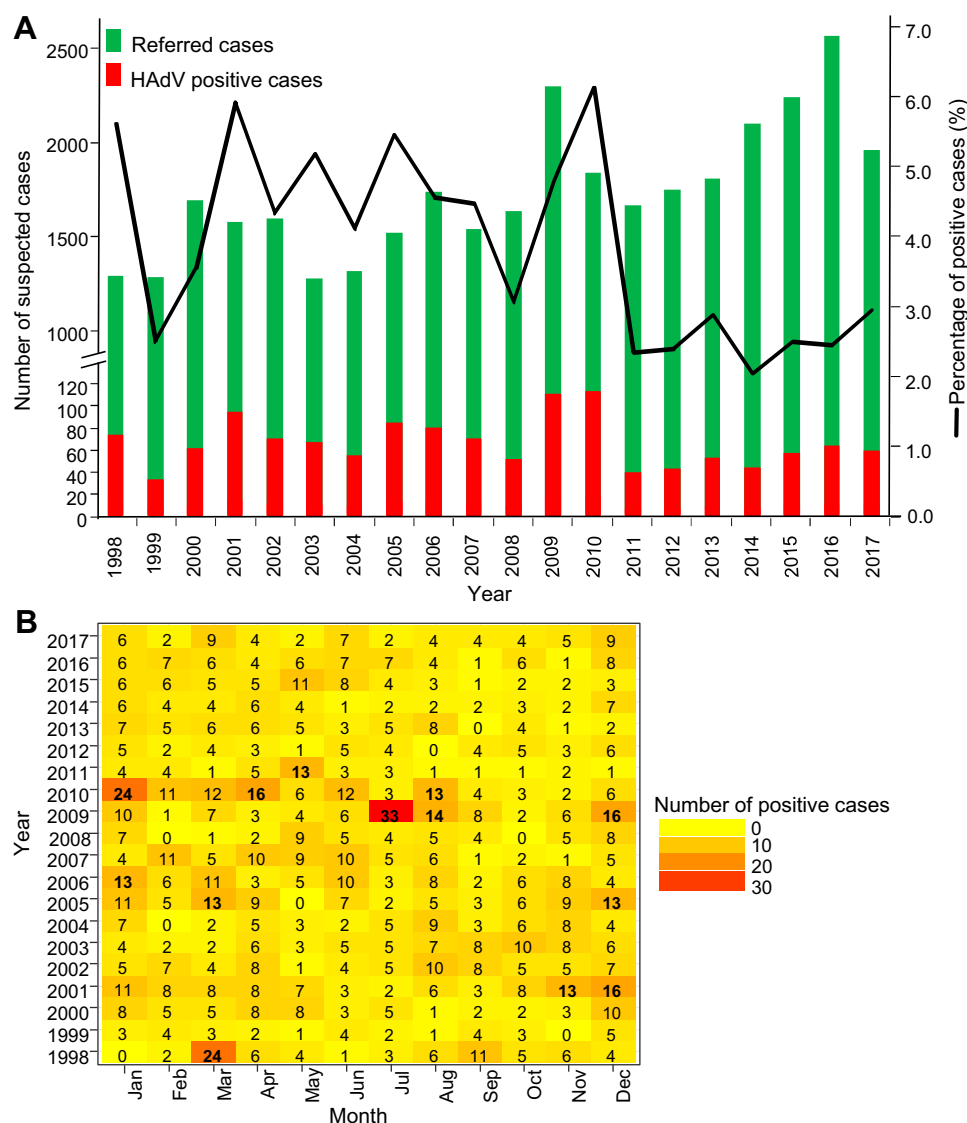 A
Referred cases
HAdV positive cases
Number of suspected cases
2500
2000
1500
1000
120
100
80
60
40
20
0
7.0
6.0
5.0
4.0
3.0
2.0
1.0
0.0
Percentage of positive cases (%)
1998 1999 2000 2001 2002 2003 2004 2005 2006 2007 2008 2009 2010 2011 2012 2013 2014 2015 2016 2017
Year
B
Year
2017 6 2 9 4 2 7 2 4 4 4 5 9
2016 6 7 6 4 6 7 7 4 1 6 1 8
2015 6 6 5 5 11 8 4 3 1 2 2 3
2014 6 4 4 6 4 1 2 2 2 3 2 7
2013 7 5 6 6 5 3 5 8 0 4 1 2
2012 5 2 4 3 1 5 4 0 4 5 3 6
2011 4 4 1 5 13 3 3 1 1 1 2 1
2010 24 11 12 16 6 12 3 13 4 3 2 6
2009 10 1 7 3 4 6 33 14 8 2 6 16
2008 7 0 1 2 9 5 4 5 4 0 5 8
2007 4 11 5 10 9 10 5 6 1 2 1 5
2006 13 6 11 3 5 10 3 8 2 6 8 4
2005 11 5 13 9 0 7 2 5 3 6 9 13
2004 7 0 2 5 2 2 5 9 3 6 8 4
2003 4 2 2 6 3 5 5 7 8 10 8 6
2002 5 7 4 8 1 4 5 10 8 5 5 7
2001 11 8 8 8 7 3 2 6 3 8 13 16
2000 8 5 5 8 8 3 5 1 2 2 3 10
1999 3 4 3 2 1 4 2 1 4 3 0 5
1998 0 2 24 6 4 1 3 6 11 5 6 4
Jan Feb Mar Apr May Jun Jul Aug Sep Oct Nov Dec
Month
Number of positive cases
0
10
20
30